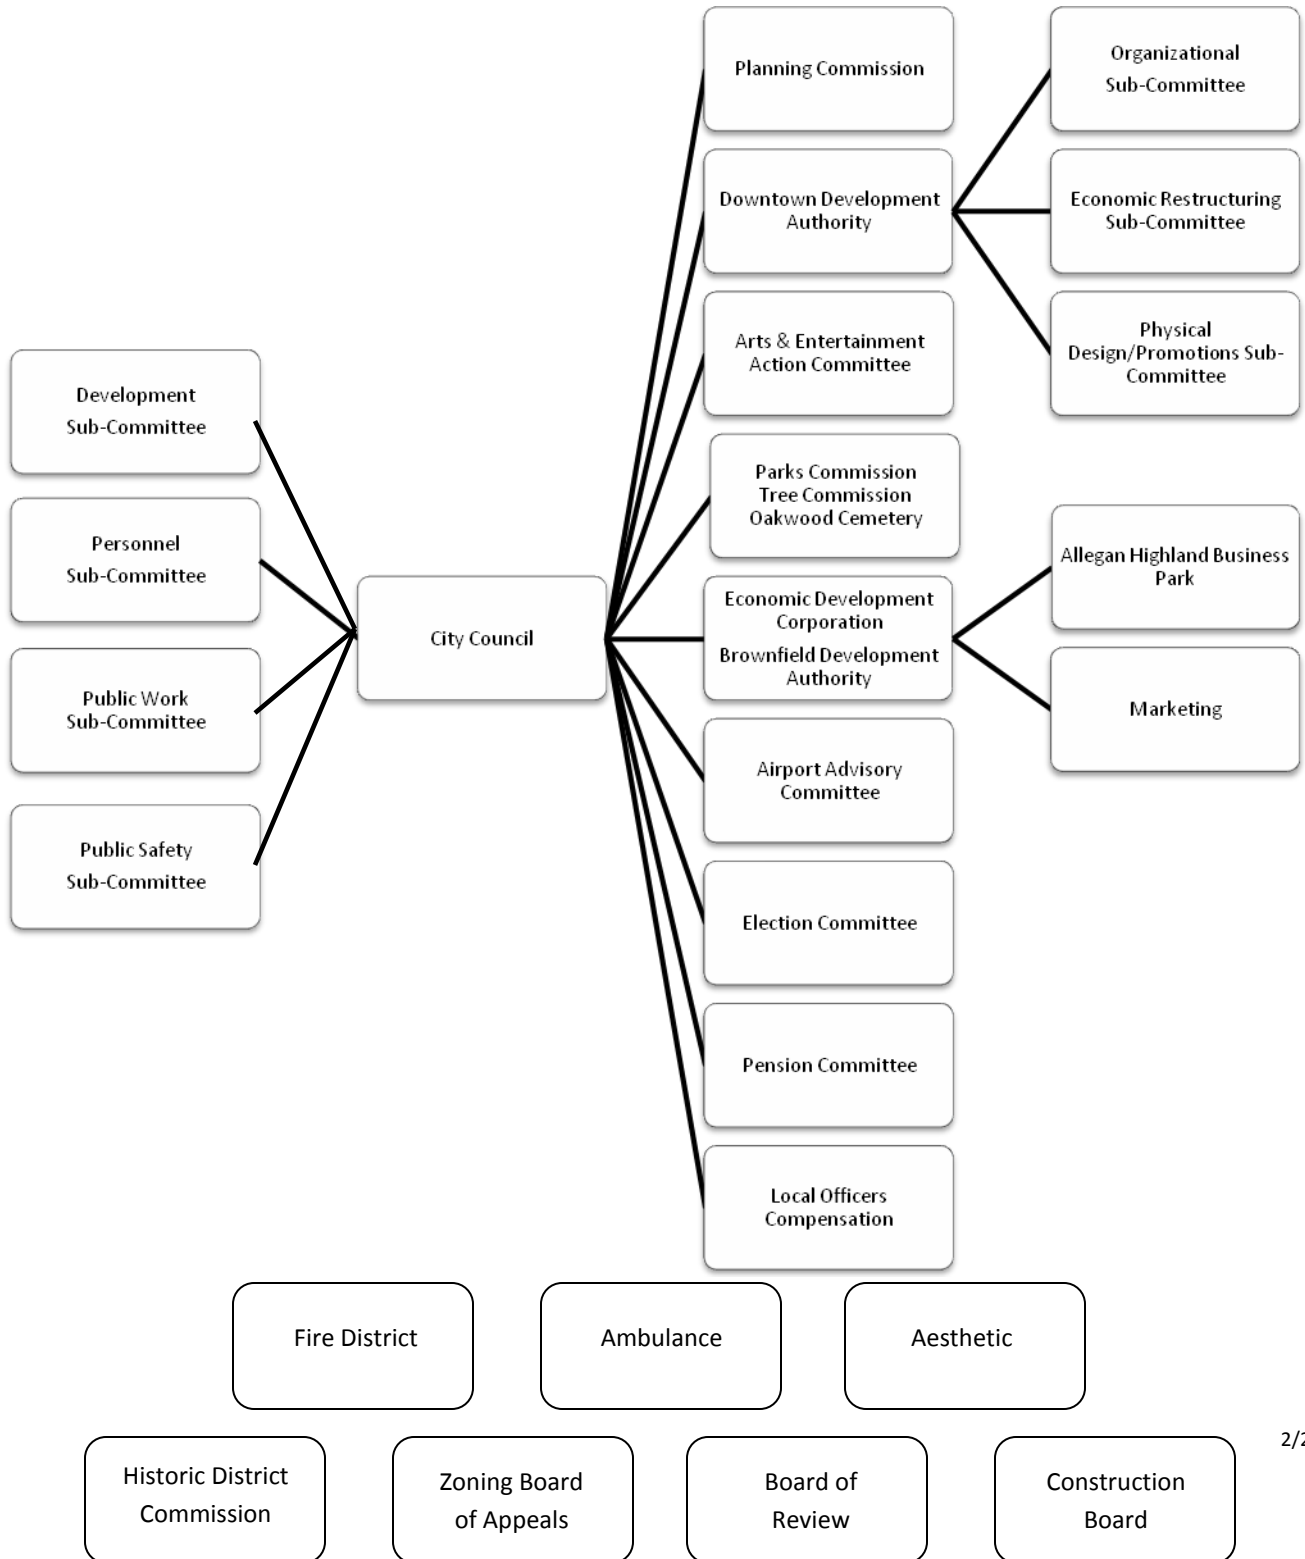 Planning Commission
Organizational
Sub-Committee
Downtown Development
Authority
Economic Restructuring
Sub-Committee
Arts & Entertainment
Action Committee
Physical
Design/Promotions Sub-
Committee
Development
Sub-Committee
Parks Commission
Tree Commission
Oakwood Cemetery
Personnel
Sub-Committee
Allegan Highland Business
Park
City Council
Economic Development
Corporation
Brownfield Development
Authority
Public Work
Sub-Committee
Marketing
Airport Advisory
Committee
Public Safety
Sub-Committee
Election Committee
Pension Committee
Local Officers
Compensation
Fire District
Ambulance
Aesthetic
2/2
Historic District
Commission
Zoning Board
of Appeals
Board of
Review
Construction
Board